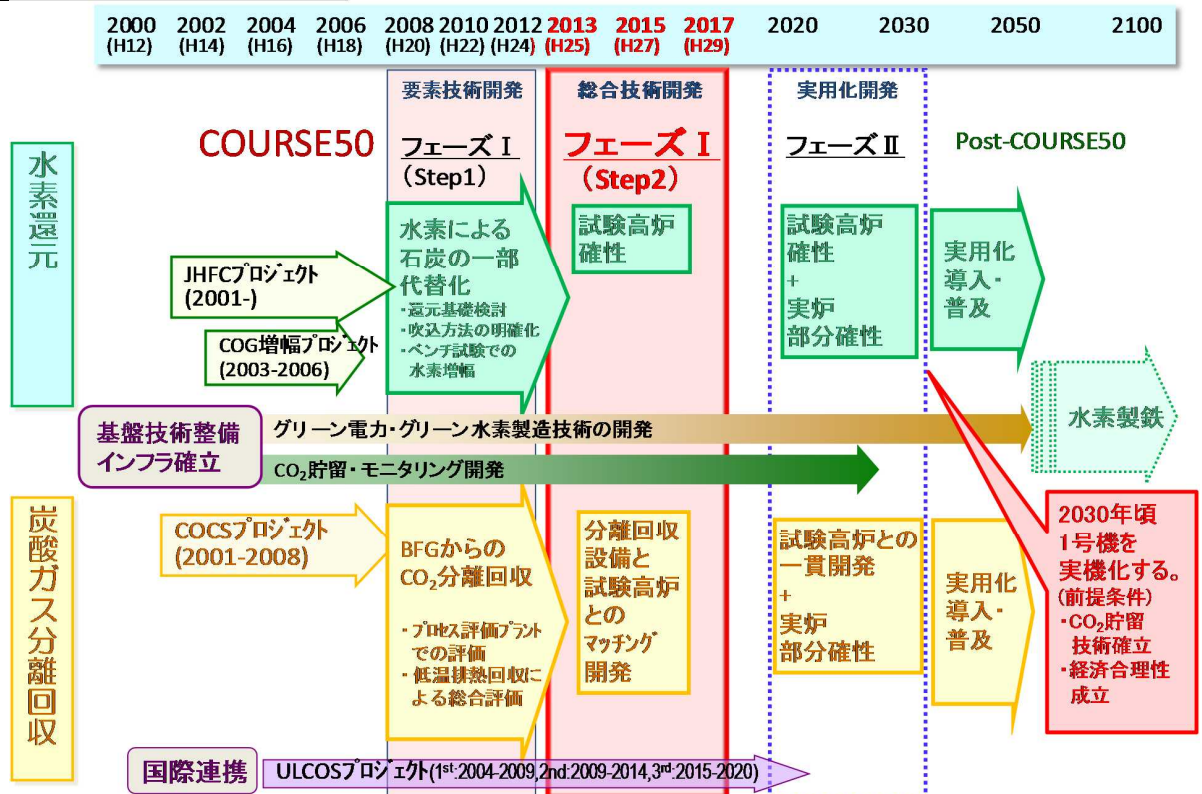 2000 2002 2004 2006 2008 2010 2012 2013 2015 2017 2020 2030 2050 2100
(H12) (H14) (H16) (H18) (H20) (H22) (H24) (H25) (H27) (H29)
要素技術開発
総合技術開発
実用化開発
COURSE50
フェーズⅠ
(Step1)
フェーズⅠ
(Step2)
フェーズⅡ
Post-COURSE50
水素還元
JHFCプロジェクト
(2001-)
COG増幅プロジェクト
(2003-2006)
水素による
石炭の一部
代替化
・還元基礎検討
・吹込方法の明確化
・ベンチ試験での
水素増幅
試験高炉
確性
試験高炉
確性
+
実炉
部分確性
実用化
導入・
普及
水素製鉄
基盤技術整備
インフラ確立
グリーン電力・グリーン水素製造技術の開発
CO₂貯留・モニタリング開発
炭酸ガス分離回収
COCSプロジェクト
(2001-2008)
BFGからの
CO₂分離回収
・プロセス評価プラント
での評価
・低温排熱回収に
よる総合評価
分離回収
設備と
試験高炉
との
マッチング
開発
試験高炉との
一貫開発
+
実炉
部分確性
実用化
導入・
普及
2030年頃
1号機を
実機化する。
(前提条件)
・CO₂貯留
技術確立
・経済合理性
成立
国際連携
ULCOSプロジェクト(1st:2004-2009,2nd:2009-2014,3rd:2015-2020)